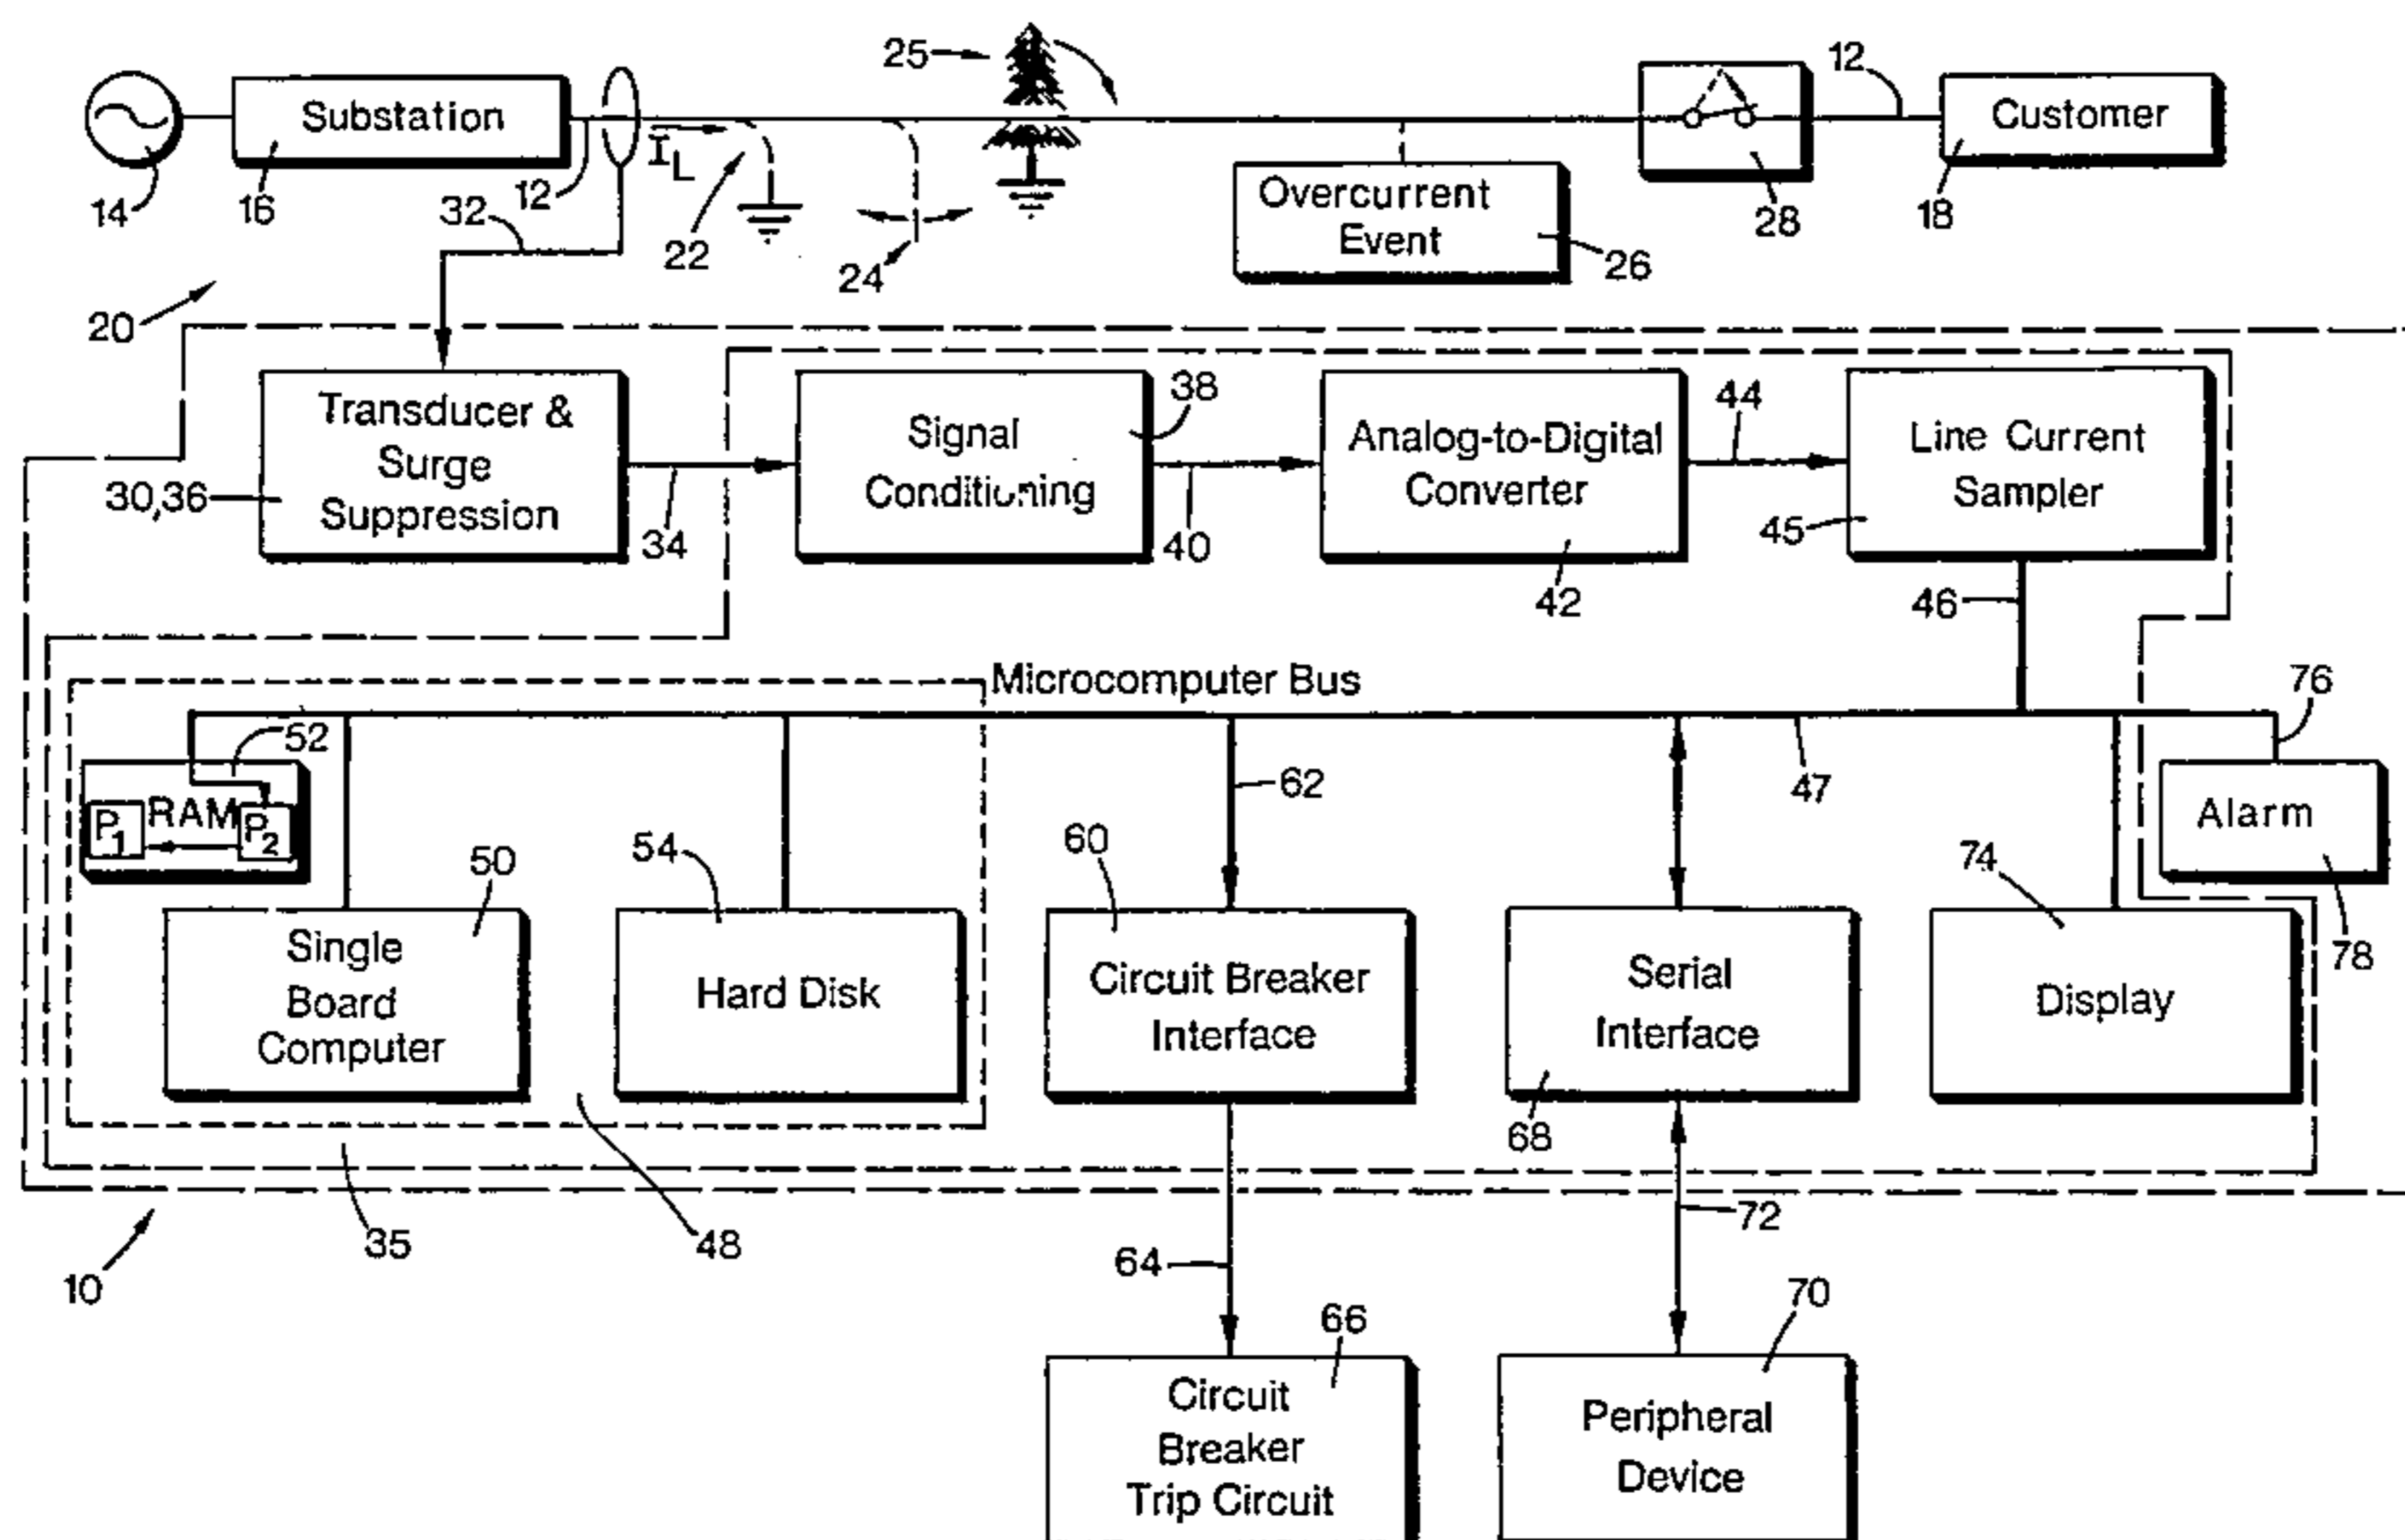 25
12
Substation
Customer
I L
14
16
12
32
22
24
Overcurrent
Event
26
28
18
20
Transducer &
Surge
Suppression
30,36
34
Signal
Conditioning
38
40
Analog-to-Digital
Converter
42
44
Line Current
Sampler
45
46
Microcomputer Bus
76
52
P1 RAM P2
62
47
Alarm
78
50
54
60
74
Single
Board
Computer
Hard Disk
Circuit Breaker
Interface
Serial
Interface
68
Display
10
35
48
64
72
66
70
Circuit
Breaker
Trip Circuit
Peripheral
Device